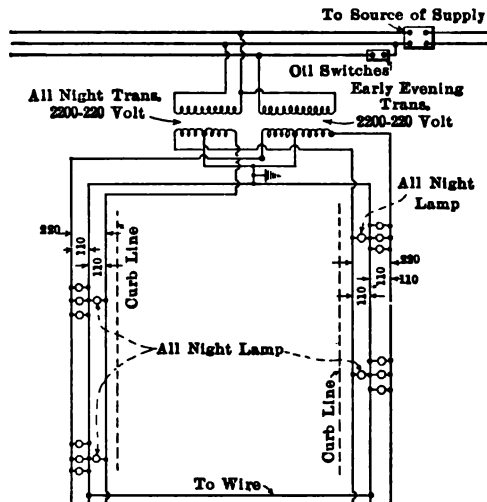 To Source of Supply
Oil Switches
All Night Trans.
2200-220 Volt
Early Evening
Trans.
2200-220 Volt
All Night
Lamp
220
110
110
Curb Line
220
110
110
All Night Lamp
Curb Line
To Wire